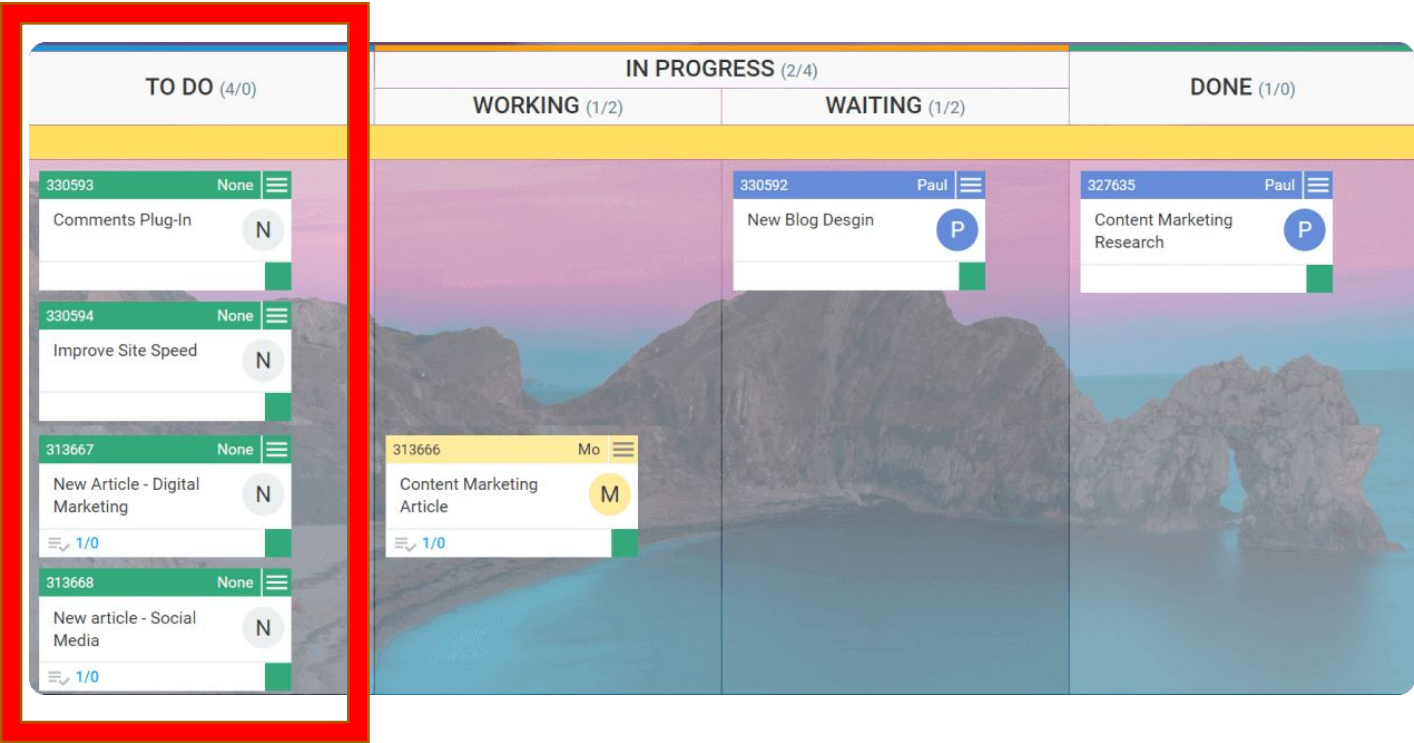 TO DO (4/0)
IN PROGRESS (2/4)
WORKING (1/2)
WAITING (1/2)
DONE (1/0)
330593 None
Comments Plug-In
N
330594 None
Improve Site Speed
N
313667 None
New Article - Digital
Marketing
N
1/0
313668 None
New article - Social
Media
N
1/0
313666 Mo
Content Marketing
Article
M
1/0
330592 Paul
New Blog Desgin
P
327635 Paul
Content Marketing
Research
P